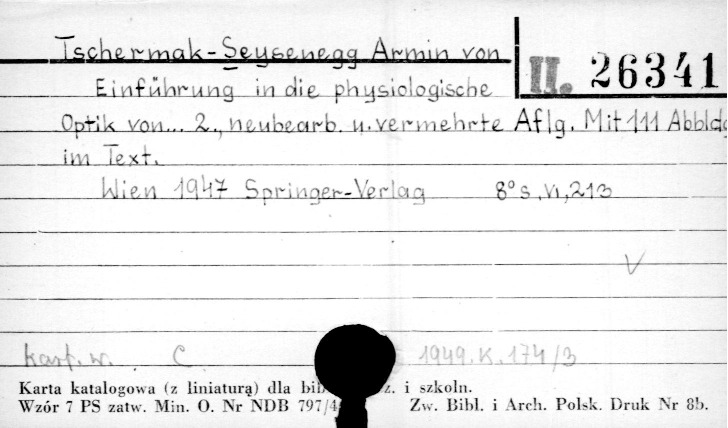 Tschermak-Seysenegg Armin von
II. 26341
Einführung in die physiologische
Optik von... 2., neubearb. u. vermehrte Aflg. Mit 111 Abbldg
im Text.
Wien 1947 Springer-Verlag 8° s. VI, 213
V
C 1949. K. 174/3
Karta katalogowa (z liniaturą) dla i szkoln.
Wzór 7 PS zatw. Min. O. Nr NDB 797/4 Zw. Bibl. i Arch. Polsk. Druk Nr 8b.